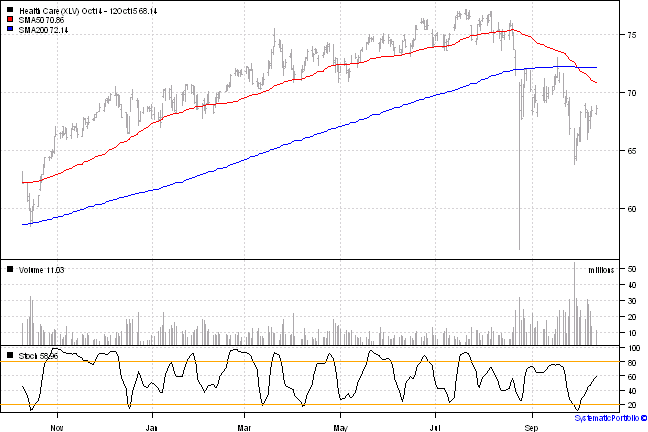 Health Care (XLV) Oct14 - 12Oct15 68.14
SMA50 70.86
SMA200 72.14
75
70
65
60
Volume 11.03
millions
50
40
30
20
10
Stoch 58.96
100
80
60
40
20
Nov
Jan
Mar
May
Jul
Sep
SystematicPortfolio ©